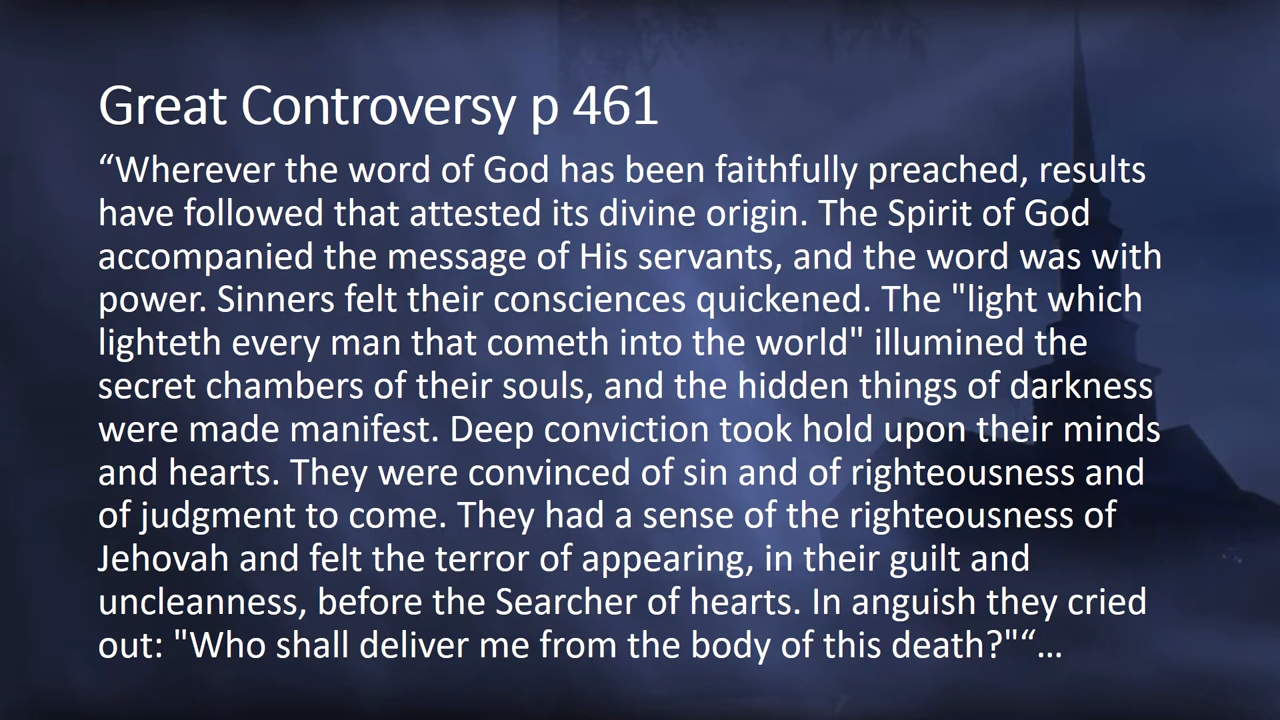 Great Controversy p 461
“Wherever the word of God has been faithfully preached, results
have followed that attested its divine origin. The Spirit of God
accompanied the message of His servants, and the word was with
power. Sinners felt their consciences quickened. The "light which
lighteth every man that cometh into the world" illumined the
secret chambers of their souls, and the hidden things of darkness
were made manifest. Deep conviction took hold upon their minds
and hearts. They were convinced of sin and of righteousness and
of judgment to come. They had a sense of the righteousness of
Jehovah and felt the terror of appearing, in their guilt and
uncleanness, before the Searcher of hearts. In anguish they cried
out: "Who shall deliver me from the body of this death?"“…